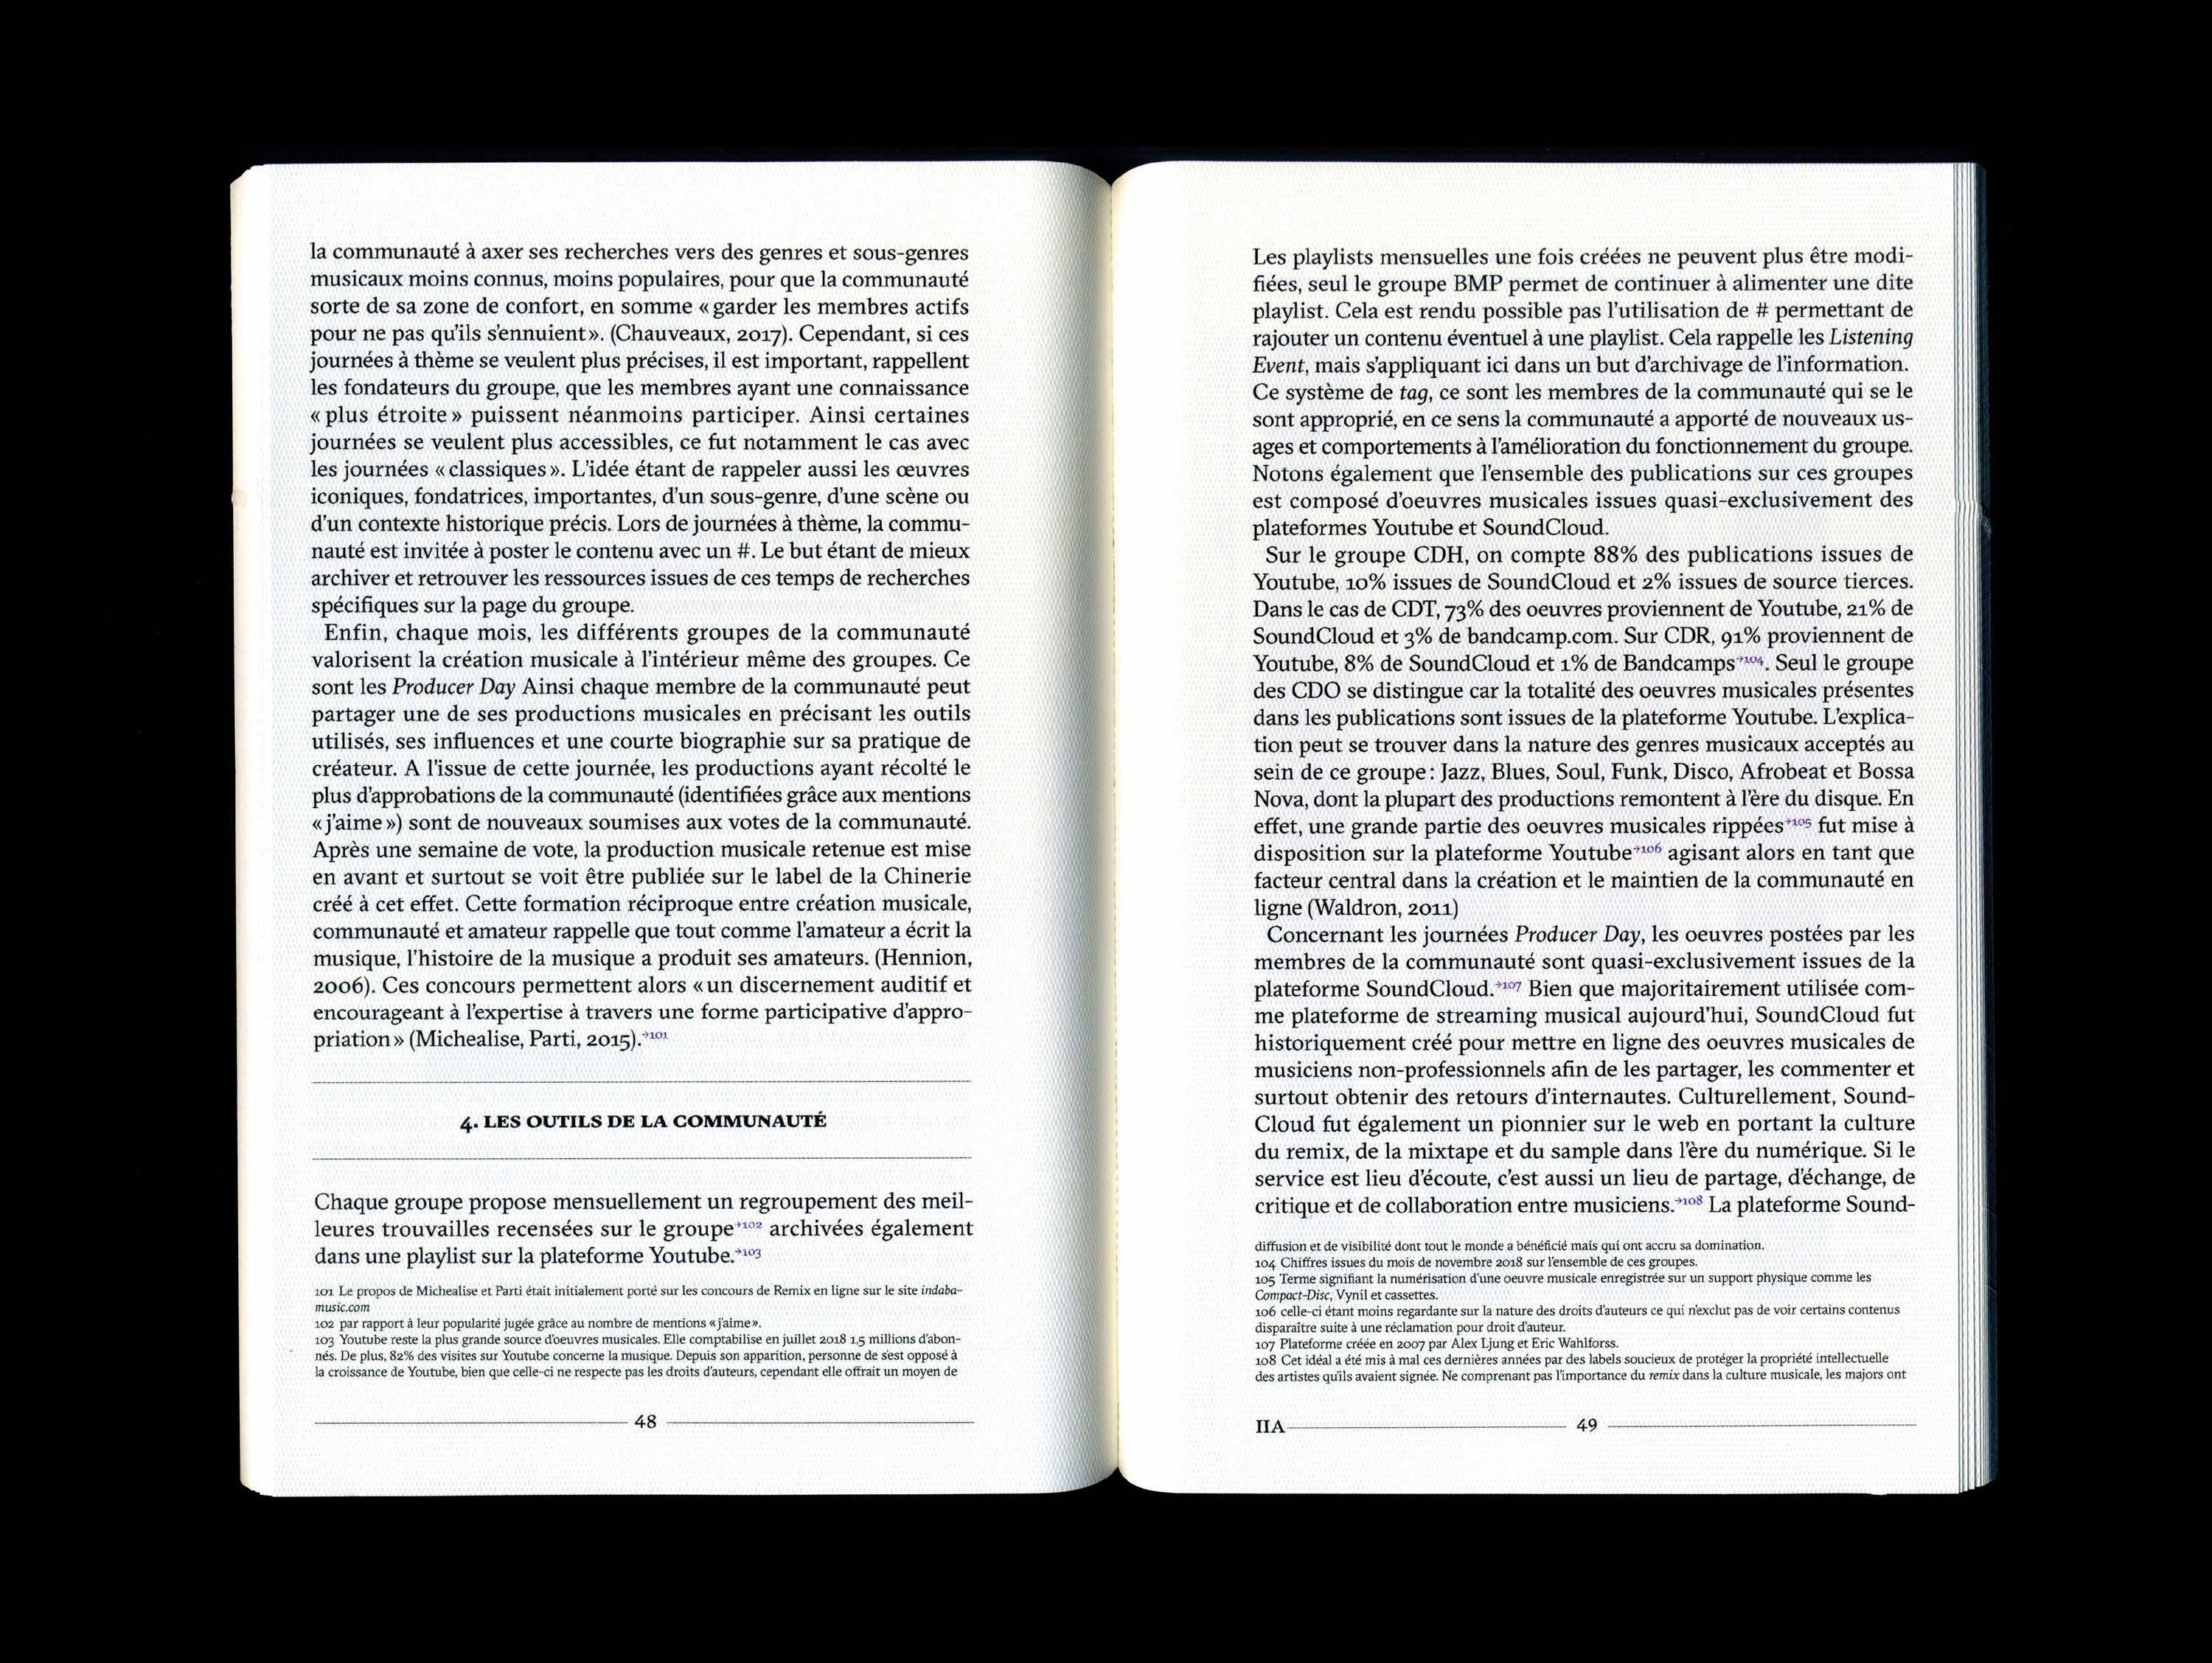 la communauté à axer ses recherches vers des genres et sous-genres
musicaux moins connus, moins populaires, pour que la communauté
sorte de sa zone de confort, en somme « garder les membres actifs
pour ne pas qu'ils s'ennuient ». (Chauveaux, 2017). Cependant, si ces
journées à thème se veulent plus précises, il est important, rappellent
les fondateurs du groupe, que les membres ayant une connaissance
« plus étroite » puissent néanmoins participer. Ainsi certaines
journées se veulent plus accessibles, ce fut notamment le cas avec
les journées « classiques ». L'idée étant de rappeler aussi les œuvres
iconiques, fondatrices, importantes, d'un sous-genre, d'une scène ou
d'un contexte historique précis. Lors de journées à thème, la commu-
nauté est invitée à poster le contenu avec un #. Le but étant de mieux
archiver et retrouver les ressources issues de ces temps de recherches
spécifiques sur la page du groupe.
Enfin, chaque mois, les différents groupes de la communauté
valorisent la création musicale à l'intérieur même des groupes. Ce
sont les Producer Day Ainsi chaque membre de la communauté peut
partager une de ses productions musicales en précisant les outils
utilisés, ses influences et une courte biographie sur sa pratique de
créateur. A l'issue de cette journée, les productions ayant récolté le
plus d'approbations de la communauté (identifiées grâce aux mentions
« j'aime ») sont de nouveaux soumises aux votes de la communauté.
Après une semaine de vote, la production musicale retenue est mise
en avant et surtout se voit être publiée sur le label de la Chinerie
créé à cet effet. Cette formation réciproque entre création musicale,
communauté et amateur rappelle que tout comme l'amateur a écrit la
musique, l'histoire de la musique a produit ses amateurs. (Hennion,
2006). Ces concours permettent alors « un discernement auditif et
encourageant à l'expertise à travers une forme participative d'appro-
priation » (Michealise, Parti, 2015).→101
4. LES OUTILS DE LA COMMUNAUTÉ
Chaque groupe propose mensuellement un regroupement des meil-
leures trouvailles recensées sur le groupe→102 archivées également
dans une playlist sur la plateforme Youtube.→103
101 Le propos de Michealise et Parti était initialement porté sur les concours de Remix en ligne sur le site indaba-
music.com
102 par rapport à leur popularité jugée grâce au nombre de mentions « j'aime ».
103 Youtube reste la plus grande source d'oeuvres musicales. Elle comptabilise en juillet 2018 1,5 millions d'abon-
nés. De plus, 82% des visites sur Youtube concerne la musique. Depuis son apparition, personne de s'est opposé à
la croissance de Youtube, bien que celle-ci ne respecte pas les droits d'auteurs, cependant elle offrait un moyen de
48
Les playlists mensuelles une fois créées ne peuvent plus être modi-
fiées, seul le groupe BMP permet de continuer à alimenter une dite
playlist. Cela est rendu possible pas l'utilisation de # permettant de
rajouter un contenu éventuel à une playlist. Cela rappelle les Listening
Event, mais s'appliquant ici dans un but d'archivage de l'information.
Ce système de tag, ce sont les membres de la communauté qui se le
sont approprié, en ce sens la communauté a apporté de nouveaux us-
ages et comportements à l'amélioration du fonctionnement du groupe.
Notons également que l'ensemble des publications sur ces groupes
est composé d'oeuvres musicales issues quasi-exclusivement des
plateformes Youtube et SoundCloud.
Sur le groupe CDH, on compte 88% des publications issues de
Youtube, 10% issues de SoundCloud et 2% issues de source tierces.
Dans le cas de CDT, 73% des oeuvres proviennent de Youtube, 21% de
SoundCloud et 3% de bandcamp.com. Sur CDR, 91% proviennent de
Youtube, 8% de SoundCloud et 1% de Bandcamps→104. Seul le groupe
des CDO se distingue car la totalité des oeuvres musicales présentes
dans les publications sont issues de la plateforme Youtube. L'explica-
tion peut se trouver dans la nature des genres musicaux acceptés au
sein de ce groupe : Jazz, Blues, Soul, Funk, Disco, Afrobeat et Bossa
Nova, dont la plupart des productions remontent à l'ère du disque. En
effet, une grande partie des oeuvres musicales rippées→105 fut mise à
disposition sur la plateforme Youtube→106 agisant alors en tant que
facteur central dans la création et le maintien de la communauté en
ligne (Waldron, 2011)
Concernant les journées Producer Day, les oeuvres postées par les
membres de la communauté sont quasi-exclusivement issues de la
plateforme SoundCloud.→107 Bien que majoritairement utilisée com-
me plateforme de streaming musical aujourd'hui, SoundCloud fut
historiquement créé pour mettre en ligne des oeuvres musicales de
musiciens non-professionnels afin de les partager, les commenter et
surtout obtenir des retours d'internautes. Culturellement, Sound-
Cloud fut également un pionnier sur le web en portant la culture
du remix, de la mixtape et du sample dans l'ère du numérique. Si le
service est lieu d'écoute, c'est aussi un lieu de partage, d'échange, de
critique et de collaboration entre musiciens.→108 La plateforme Sound-
diffusion et de visibilité dont tout le monde a bénéficié mais qui ont accru sa domination.
104 Chiffres issues du mois de novembre 2018 sur l'ensemble de ces groupes.
105 Terme signifiant la numérisation d'une oeuvre musicale enregistrée sur un support physique comme les
Compact-Disc, Vynil et cassettes.
106 celle-ci étant moins regardante sur la nature des droits d'auteurs ce qui n'exclut pas de voir certains contenus
disparaître suite à une réclamation pour droit d'auteur.
107 Plateforme créée en 2007 par Alex Ljung et Eric Wahlforss.
108 Cet idéal a été mis à mal ces dernières années par des labels soucieux de protéger la propriété intellectuelle
des artistes qu'ils avaient signée. Ne comprenant pas l'importance du remix dans la culture musicale, les majors ont
IIA 49